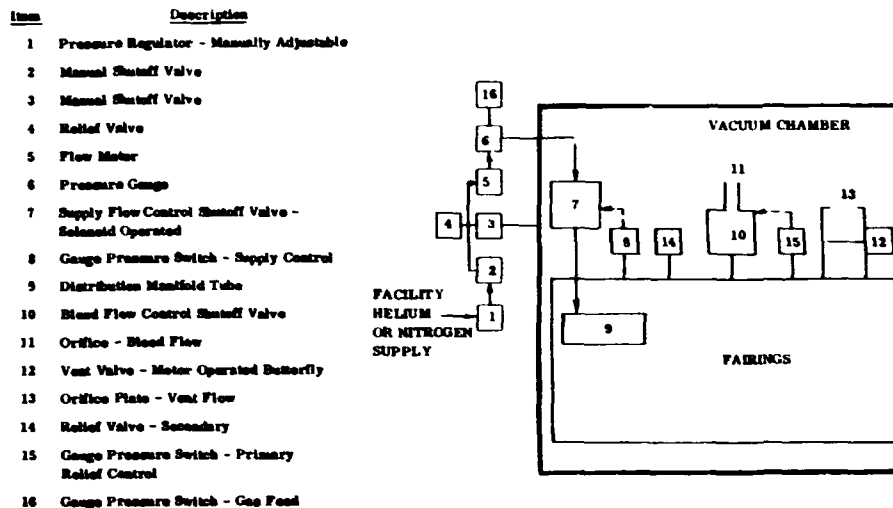 Item Description
1 Pressure Regulator - Manually Adjustable
2 Manual Shutoff Valve
3 Manual Shutoff Valve
4 Relief Valve
5 Flow Meter
6 Pressure Gauge
7 Supply Flow Control Shutoff Valve -
Solenoid Operated
8 Gauge Pressure Switch - Supply Control
9 Distribution Manifold Tube
10 Bleed Flow Control Shutoff Valve
11 Orifice - Bleed Flow
12 Vent Valve - Motor Operated Butterfly
13 Orifice Plate - Vent Flow
14 Relief Valve - Secondary
15 Gauge Pressure Switch - Primary
Relief Control
16 Gauge Pressure Switch - Gas Feed
16
VACUUM CHAMBER
6
11
5
13
7
4
3
8
14
10
15
12
2
FACILITY
HELIUM
OR NITROGEN
SUPPLY
1
9
FAIRINGS